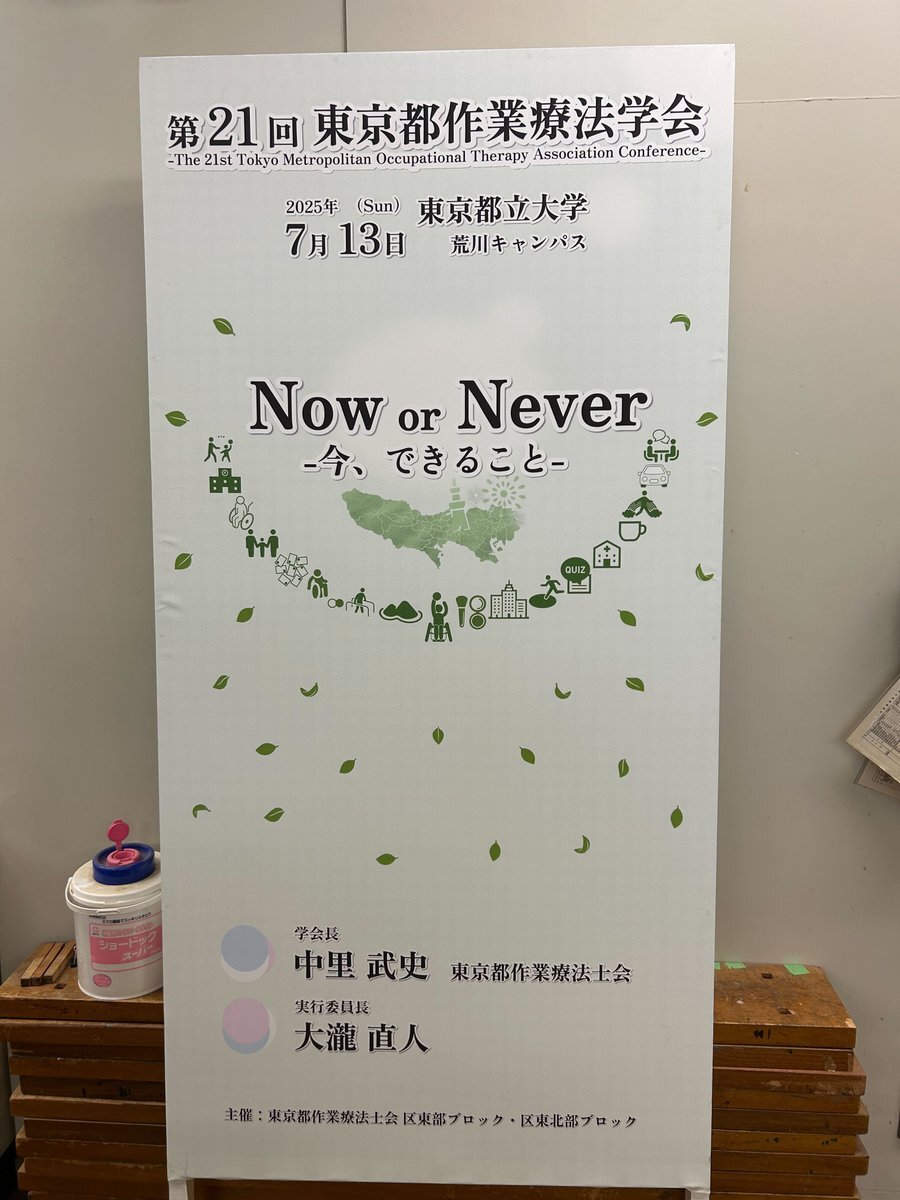 第21回 東京都作業療法学会
-The 21st Tokyo Metropolitan Occupational Therapy Association Conference-
2025年 (Sun) 東京都立大学
7月13日 荒川キャンパス
Now or Never
-今、できること-
QUIZ
学会長
中里 武史 東京都作業療法士会
実行委員長
大瀧 直人
主催：東京都作業療法士会 区東部ブロック・区東北部ブロック
ショードック
スーパー